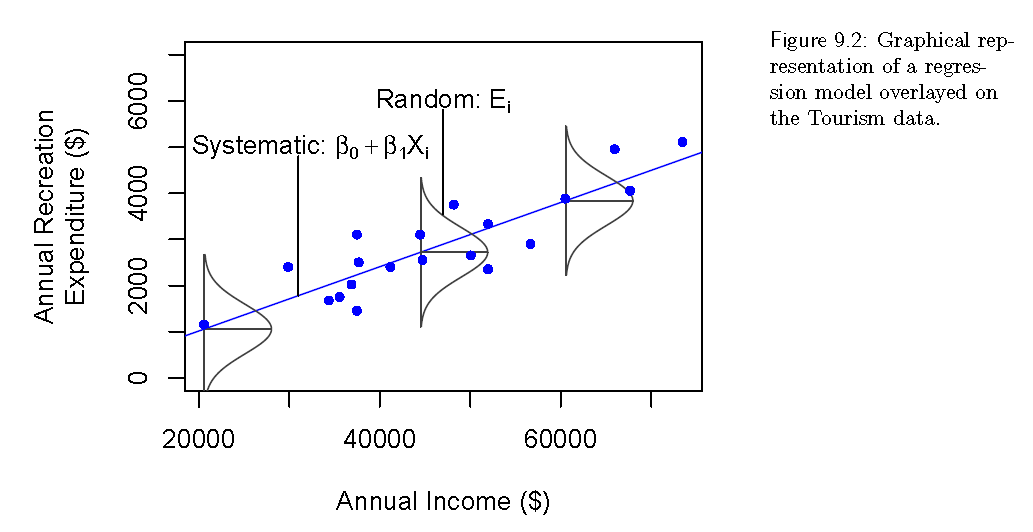 Figure 9.2: Graphical rep-
resentation of a regres-
sion model overlayed on
the Tourism data.
Annual Recreation
Expenditure ($)
6000
4000
2000
0
Random: Eᵢ
Systematic: β₀ + β₁Xᵢ
20000 40000 60000
Annual Income ($)